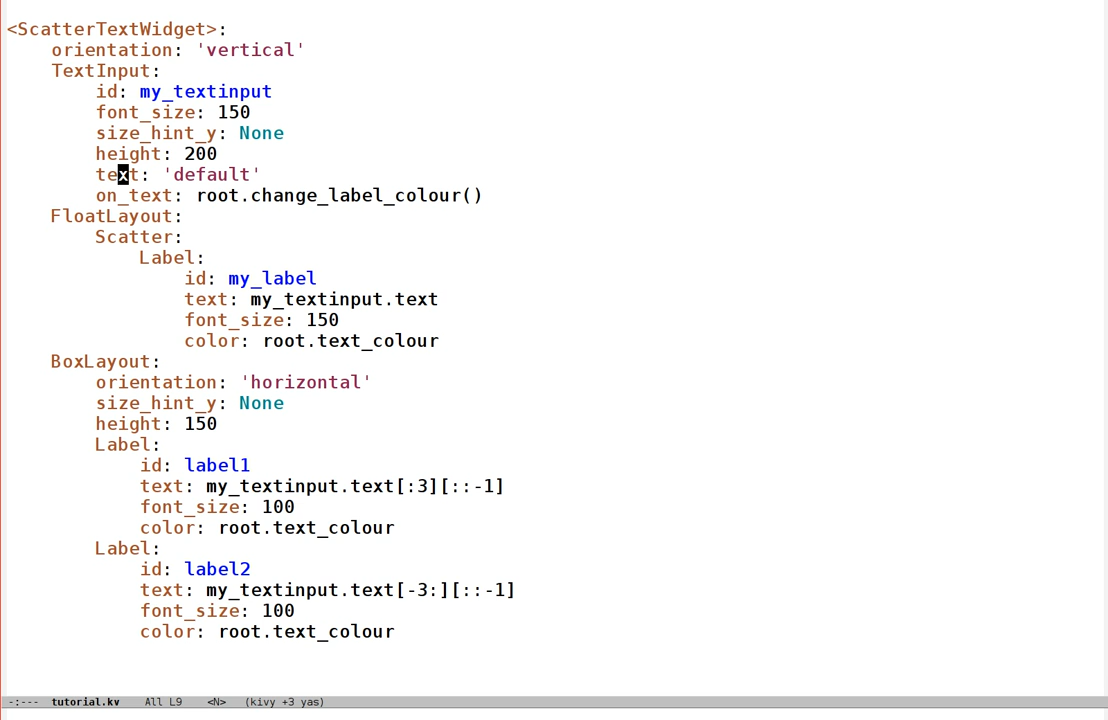 <ScatterTextWidget>:
    orientation: 'vertical'
    TextInput:
        id: my_textinput
        font_size: 150
        size_hint_y: None
        height: 200
        text: 'default'
        on_text: root.change_label_colour()
    FloatLayout:
        Scatter:
            Label:
                id: my_label
                text: my_textinput.text
                font_size: 150
                color: root.text_colour
    BoxLayout:
        orientation: 'horizontal'
        size_hint_y: None
        height: 150
        Label:
            id: label1
            text: my_textinput.text[:3][::-1]
            font_size: 100
            color: root.text_colour
        Label:
            id: label2
            text: my_textinput.text[-3:][::-1]
            font_size: 100
            color: root.text_colour
-:--- tutorial.kv All L9 <N> (kivy +3 yas)